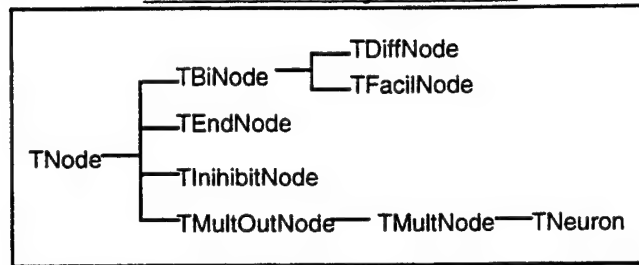 TDiffNode
TBiNode
TFacilNode
TEndNode
TNode
TInihibitNode
TMultOutNode TMultNode TNeuron